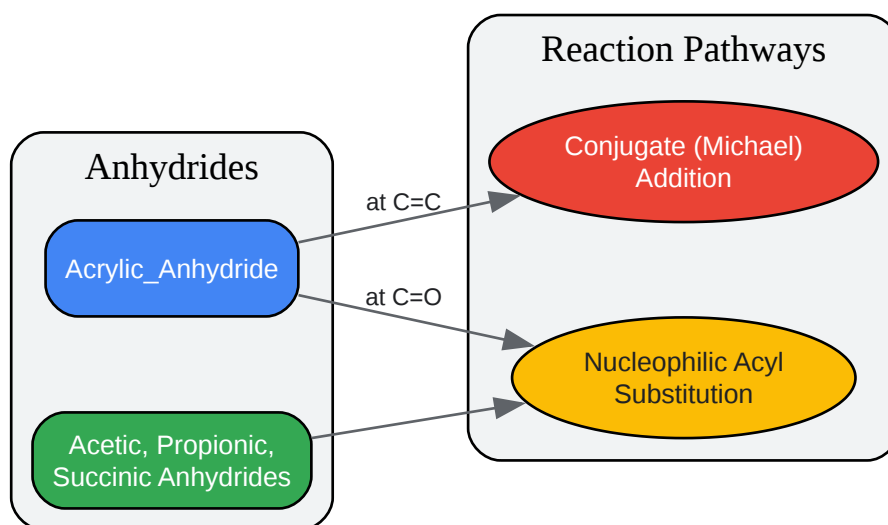 Reaction Pathways
Conjugate (Michael)
Addition
Anhydrides
at C=C
Acrylic_Anhydride
at C=O
Nucleophilic Acyl
Substitution
Acetic, Propionic,
Succinic Anhydrides